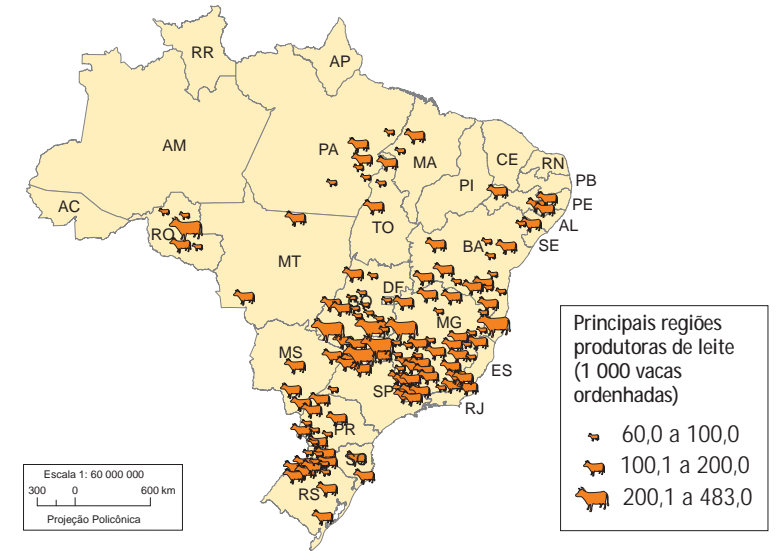 RR
AP
AM
PA
MA
CE
RN
PB
PI
PE
AC
AL
TO
SE
RO
BA
MT
DF
GO
MG
MS
ES
SP
RJ
PR
SC
RS
Principais regiões
produtoras de leite
(1 000 vacas
ordenhadas)
60,0 a 100,0
100,1 a 200,0
200,1 a 483,0
Escala 1: 60 000 000
300 0 600 km
Projeção Policônica